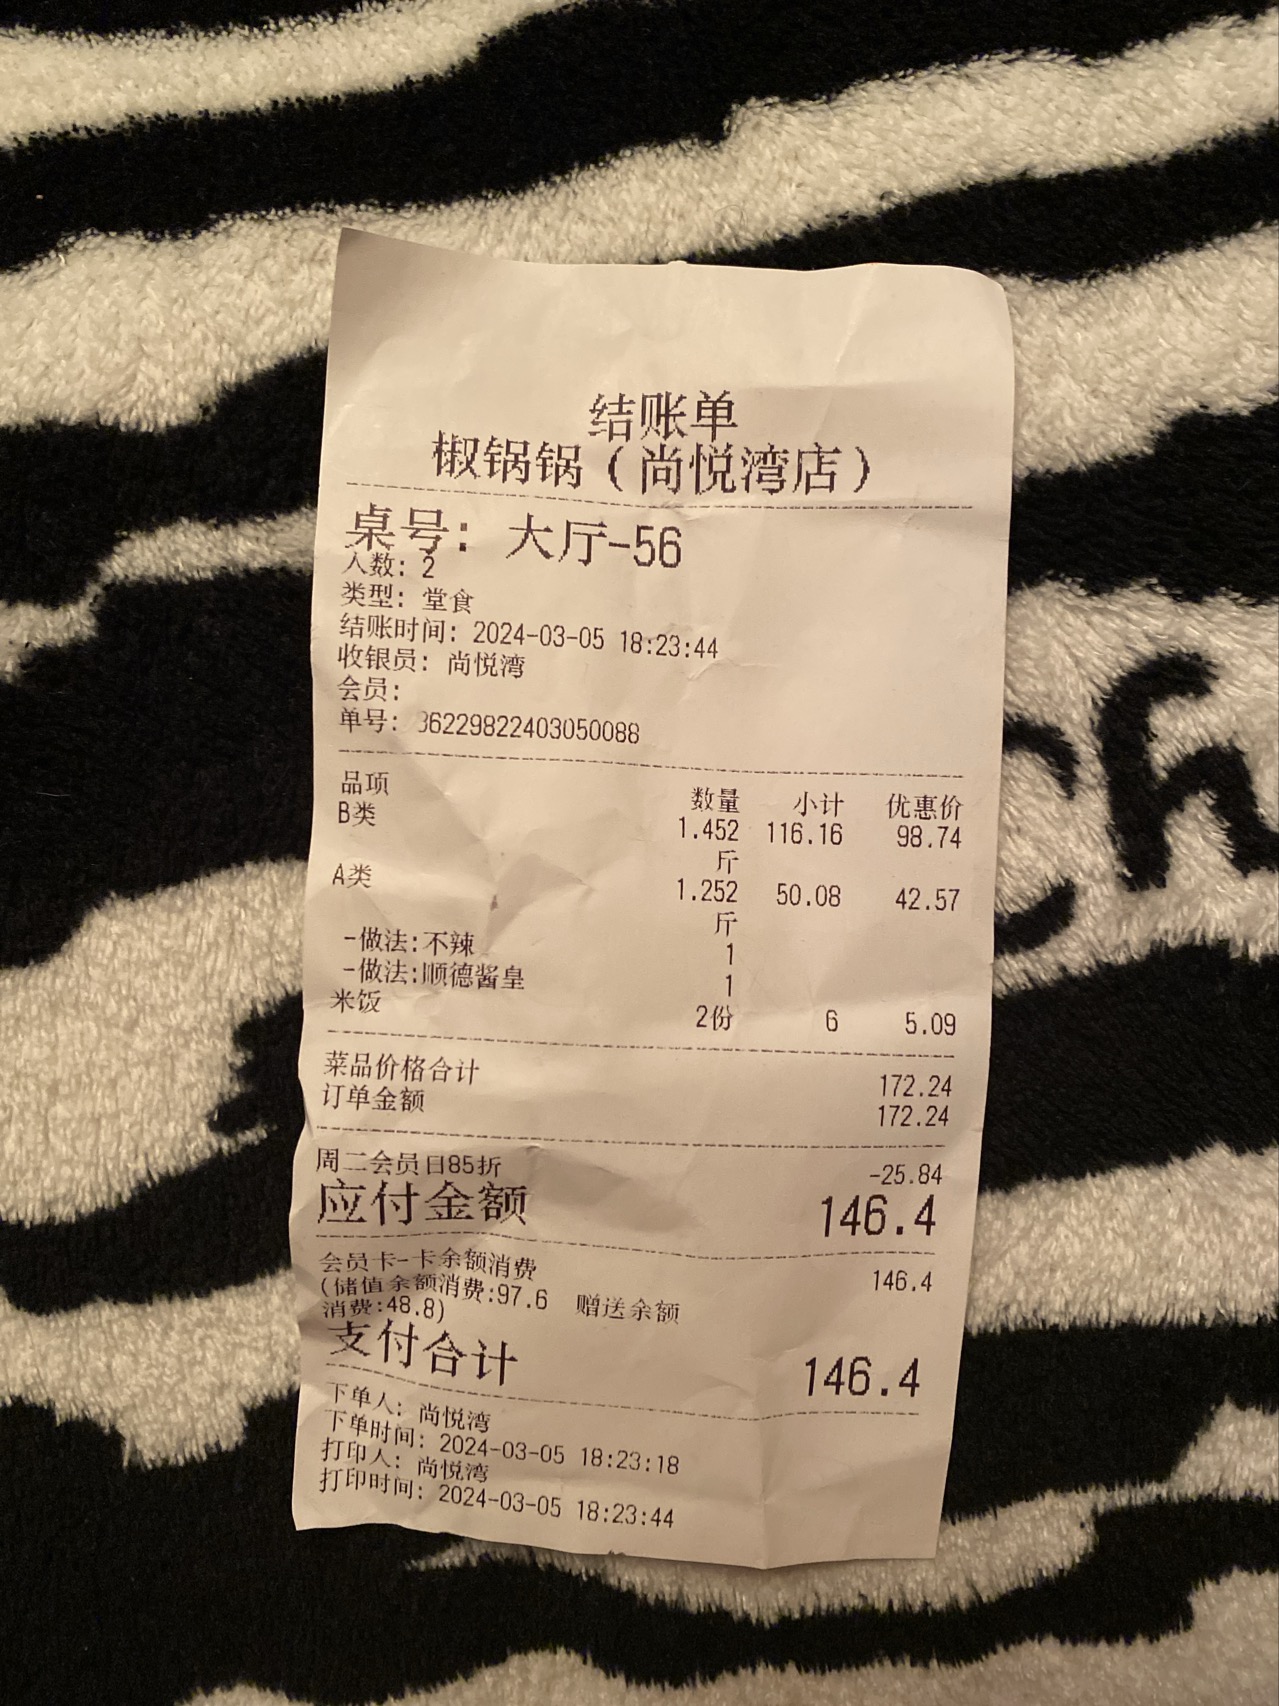 结账单
椒锅锅（尚悦湾店）
桌号: 大厅-56
人数: 2
类型: 堂食
结账时间: 2024-03-05 18:23:44
收银员: 尚悦湾
会员:
单号: 36229822403050088
品项 数量 小计 优惠价
B类 1.452 116.16 98.74
斤
A类 1.252 50.08 42.57
斤
-做法:不辣 1
-做法:顺德酱皇 1
米饭 2份 6 5.09
菜品价格合计 172.24
订单金额 172.24
周二会员日85折 -25.84
应付金额 146.4
会员卡-卡余额消费 146.4
(储值余额消费:97.6 赠送余额
消费:48.8)
支付合计 146.4
下单人: 尚悦湾
下单时间: 2024-03-05 18:23:18
打印人: 尚悦湾
打印时间: 2024-03-05 18:23:44
ch